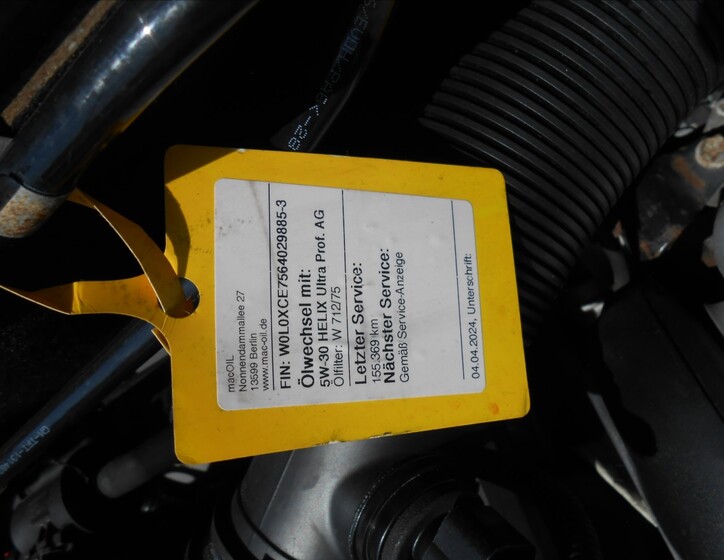 macOIL
Nonnendammallee 27
13599 Berlin
www.mac-oil.de
FIN: W0L0XCE7564029885-3
Ölwechsel mit:
5W-30 HELIX Ultra Prof. AG
Ölfilter: W 712/75
Letzter Service:
155.369 km
Nächster Service:
Gemäß Service-Anzeige
04.04.2024, Unterschrift: